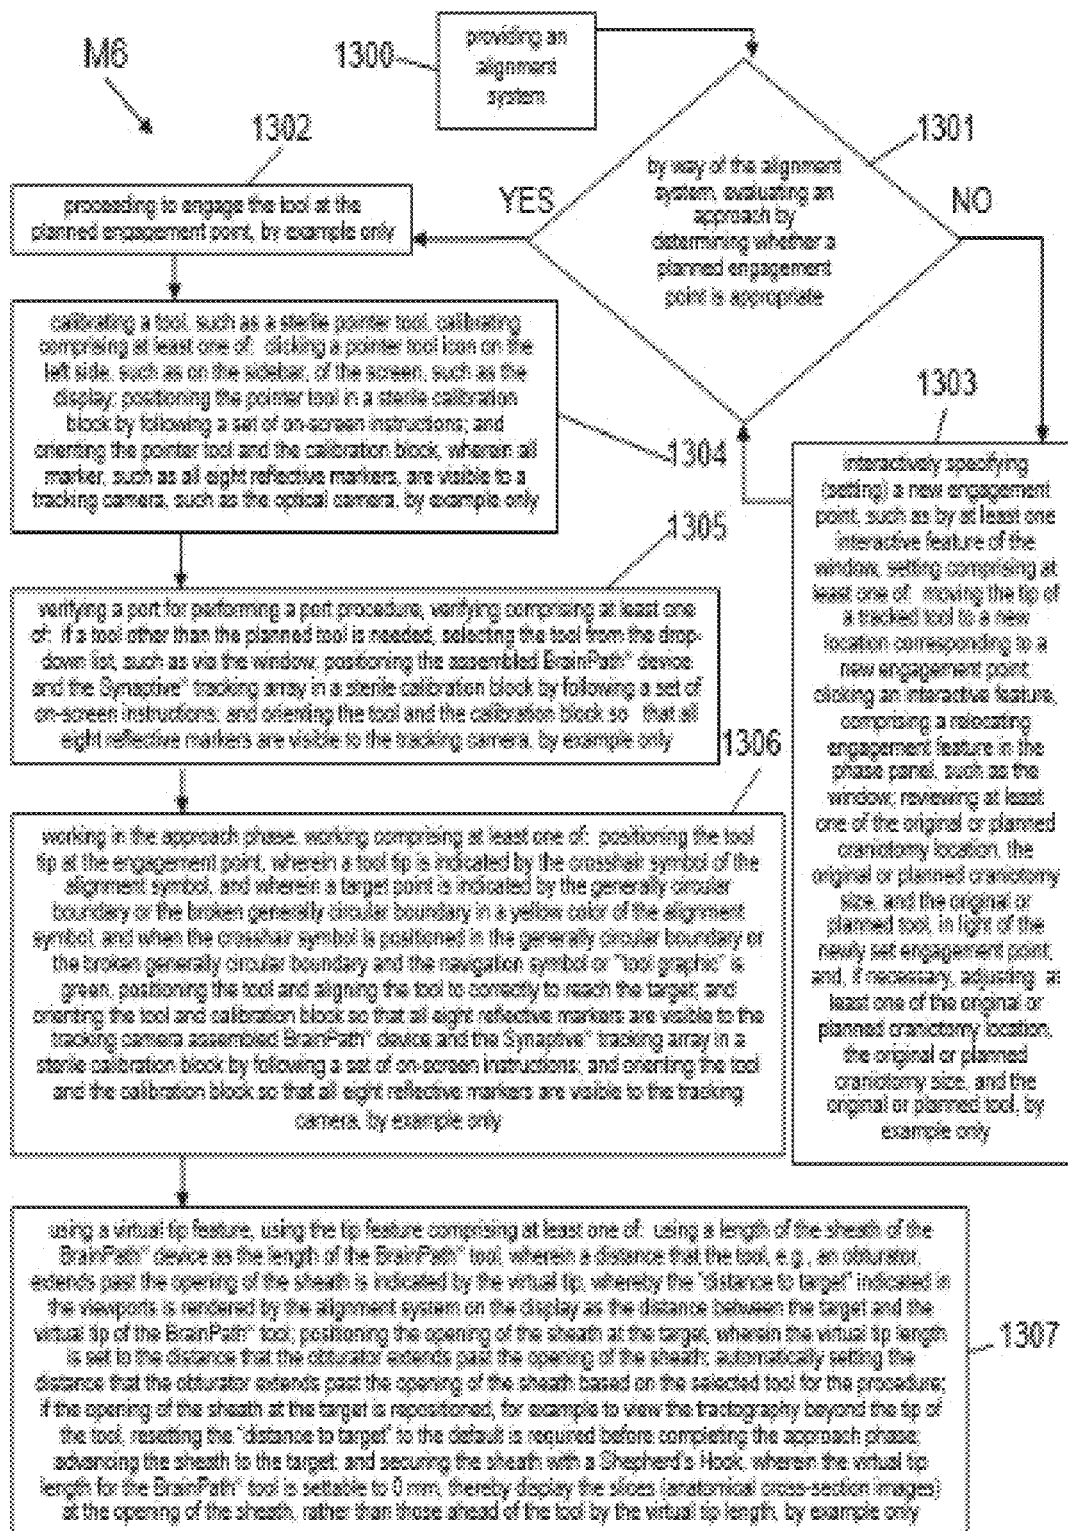 M6
1300
providing an
alignment
system
1301
by way of the alignment
system, evaluating an
approach by
determining whether a
planned engagement
point is appropriate
YES
NO
1302
proceeding to engage the tool at the
planned engagement point, by example only
1303
interactively specifying
(setting) a new engagement
point, such as by at least one
interactive feature of the
window, setting comprising at
least one of: moving the tip of
a tracked tool to a new
location corresponding to a
new engagement point;
clicking an interactive feature,
comprising a relocating
engagement feature in the
phase panel, such as the
window; reviewing at least
one of the original or planned
craniotomy location, the
original or planned craniotomy
size, and the original or
planned tool, in light of the
newly set engagement point;
and, if necessary, adjusting at
least one of the original or
planned craniotomy location,
the original or planned
craniotomy size, and the
original or planned tool, by
example only
1304
calibrating a tool, such as a sterile pointer tool, calibrating
comprising at least one of: clicking a pointer tool icon on the
left side, such as on the sidebar, of the screen, such as the
display; positioning the pointer tool in a sterile calibration
block by following a set of on-screen instructions; and
orienting the pointer tool and the calibration block, wherein all
marker, such as all eight reflective markers, are visible to a
tracking camera, such as the optical camera, by example only
1305
verifying a port for performing a port procedure, verifying comprising at least one
of: if a tool other than the planned tool is needed, selecting the tool from the drop-
down list, such as via the window; positioning the assembled BrainPath® device
and the Synaptive® tracking array in a sterile calibration block by following a set of
on-screen instructions; and orienting the tool and the calibration block so that all
eight reflective markers are visible to the tracking camera, by example only
1306
working in the approach phase, working comprising at least one of: positioning the tool
tip at the engagement point, wherein a tool tip is indicated by the crosshair symbol of the
alignment symbol, and wherein a target point is indicated by the generally circular
boundary or the broken generally circular boundary in a yellow color of the alignment
symbol, and when the crosshair symbol is positioned in the generally circular boundary or
the broken generally circular boundary and the navigation symbol or "tool graphic" is
green, positioning the tool and aligning the tool to correctly to reach the target; and
orienting the tool and calibration block so that all eight reflective markers are visible to the
tracking camera assembled BrainPath® device and the Synaptive® tracking array in a
sterile calibration block by following a set of on-screen instructions; and orienting the tool
and the calibration block so that all eight reflective markers are visible to the tracking
camera, by example only
1307
using a virtual tip feature, using the tip feature comprising at least one of: using a length of the sheath of the
BrainPath® device as the length of the BrainPath® tool, wherein a distance that the tool, e.g., an obturator,
extends past the opening of the sheath is indicated by the virtual tip, whereby the "distance to target" indicated in
the viewports is rendered by the alignment system on the display as the distance between the target and the
virtual tip of the BrainPath® tool; positioning the opening of the sheath at the target, wherein the virtual tip length
is set to the distance that the obturator extends past the opening of the sheath; automatically setting the
distance that the obturator extends past the opening of the sheath based on the selected tool for the procedure;
if the opening of the sheath at the target is repositioned, for example to view the tractography beyond the tip of
the tool, resetting the "distance to target" to the default is required before completing the approach phase;
advancing the sheath to the target; and securing the sheath with a Shepherd's Hook, wherein the virtual tip
length for the BrainPath® tool is settable to 0 mm, thereby display the slices (anatomical cross-section images)
at the opening of the sheath, rather than those ahead of the tool by the virtual tip length, by example only